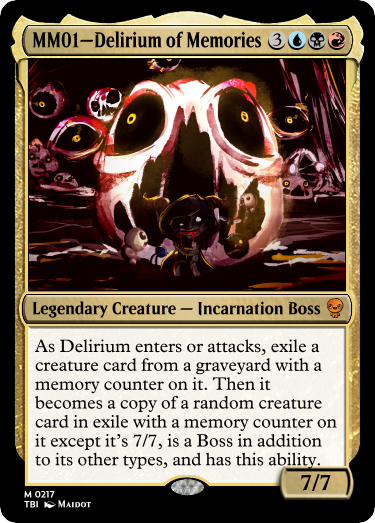 MM01—Delirium of Memories 3
Legendary Creature — Incarnation Boss
As Delirium enters or attacks, exile a
creature card from a graveyard with a
memory counter on it. Then it
becomes a copy of a random creature
card in exile with a memory counter on
it except it's 7/7, is a Boss in addition
to its other types, and has this ability.
7/7
M 0217
TBI Maidot